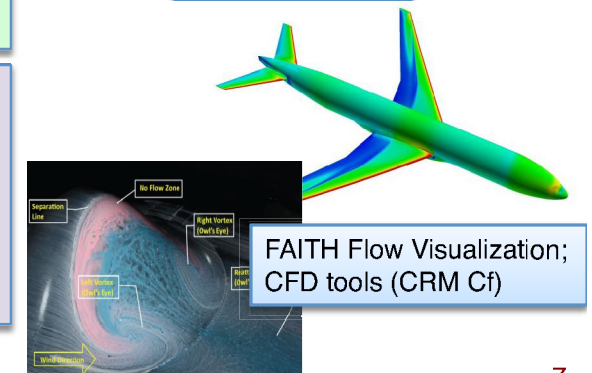 No Flow Zone
Separation
Line
Right Vortex
(Owl's Eye)
Left Vortex
(Owl's Eye)
Wind Direction
FAITH Flow Visualization;
CFD tools (CRM Cf)